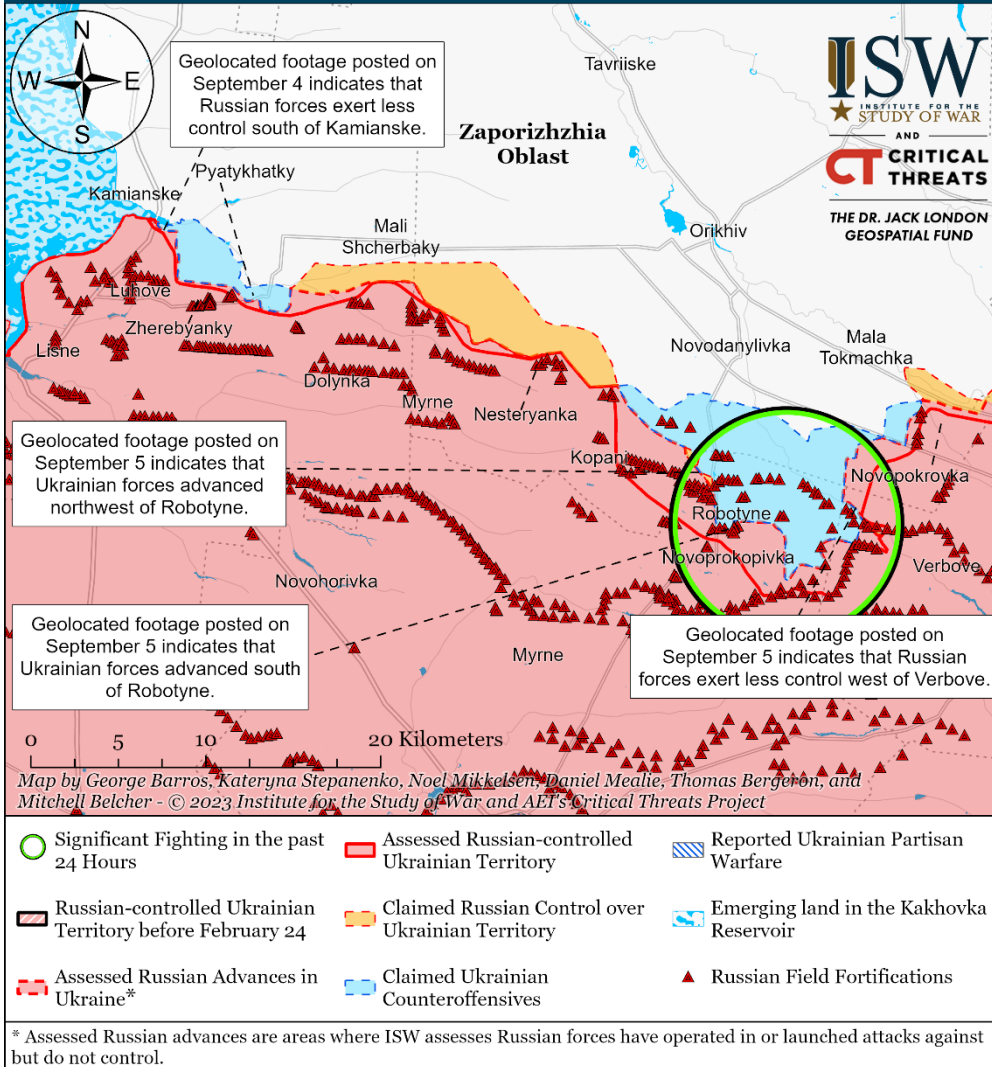 N
W E
S
Geolocated footage posted on
September 4 indicates that
Russian forces exert less
control south of Kamianske.
Tavriiske
ISW
INSTITUTE FOR THE
STUDY OF WAR
AND
CT CRITICAL
THREATS
THE DR. JACK LONDON
GEOSPATIAL FUND
Zaporizhzhia
Oblast
Pyatykhatky
Kamianske
Mali
Shcherbaky
Orikhiv
Luhove
Zherebyanky
Lisne
Dolynka
Myrne
Nesteryanka
Novodanylivka
Mala
Tokmachka
Geolocated footage posted on
September 5 indicates that
Ukrainian forces advanced
northwest of Robotyne.
Kopani
Robotyne
Novopokrovka
Novoprokopivka
Verbove
Novohorivka
Geolocated footage posted on
September 5 indicates that
Ukrainian forces advanced south
of Robotyne.
Myrne
Geolocated footage posted on
September 5 indicates that Russian
forces exert less control west of Verbove.
0 5 10 20 Kilometers
Map by George Barros, Kateryna Stepanenko, Noel Mikkelsen, Daniel Mealie, Thomas Bergeron, and
Mitchell Belcher - © 2023 Institute for the Study of War and AEI's Critical Threats Project
Significant Fighting in the past
24 Hours
Assessed Russian-controlled
Ukrainian Territory
Reported Ukrainian Partisan
Warfare
Russian-controlled Ukrainian
Territory before February 24
Claimed Russian Control over
Ukrainian Territory
Emerging land in the Kakhovka
Reservoir
Assessed Russian Advances in
Ukraine*
Claimed Ukrainian
Counteroffensives
Russian Field Fortifications
* Assessed Russian advances are areas where ISW assesses Russian forces have operated in or launched attacks against
but do not control.